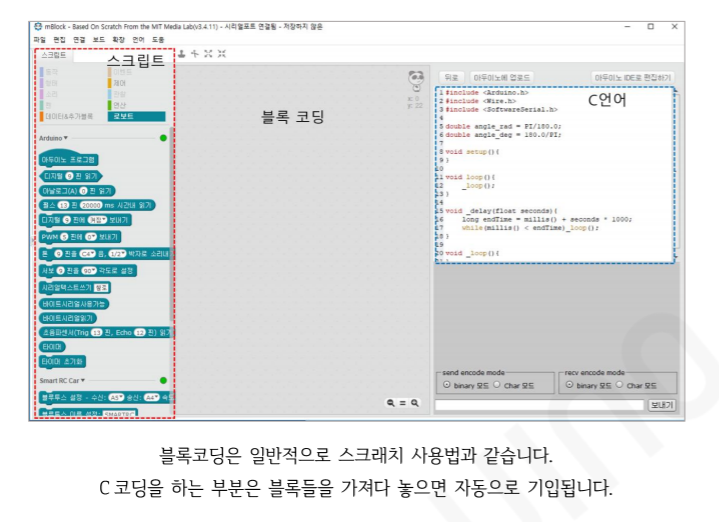 mBlock - Based On Scratch From the MIT Media Lab(v3.4.11) - 시리얼포트 연결됨 - 저장하지 않은
파일 편집 연결 보드 확장 언어 도움
스크립트
스크립트
동작
이벤트
형태
제어
소리
관찰
펜
연산
데이터&추가블록
로보트
Arduino
아두이노 프로그램
디지털 9 핀 읽기
아날로그(A) 0 핀 읽기
펄스 13 핀 20000 ms 시간내 읽기
디지털 9 핀에 꺼짐 보내기
PWM 5 핀에 0 보내기
톤 9 핀을 C4 음, 1/2 박자로 소리내
서보 9 핀을 90 각도로 설정
시리얼텍스트쓰기 황로
바이트시리얼사용가능
바이트시리얼읽기
초음파센서(Trig 13 핀, Echo 12 핀) 읽기
타이머
타이머 초기화
Smart RC Car
블루투스 설정 - 수신: A5 송신: A4 속
블루투스 이름 설정: SMARTRC
블록 코딩
뒤로
아두이노에 업로드
아두이노 IDE로 편집하기
C언어
1 #include <Arduino.h>
2 #include <Wire.h>
3 #include <SoftwareSerial.h>
4
5 double angle_rad = PI/180.0;
6 double angle_deg = 180.0/PI;
7
8 void setup(){
9 }
10
11 void loop(){
12 _loop();
13 }
14
15 void _delay(float seconds){
16 long endTime = millis() + seconds * 1000;
17 while(millis() < endTime)_loop();
18 }
19
20 void _loop(){
send encode mode
binary 모드 Char 모드
recv encode mode
binary 모드 Char 모드
보내기
블록코딩은 일반적으로 스크래치 사용법과 같습니다.
C 코딩을 하는 부분은 블록들을 가져다 놓으면 자동으로 기입됩니다.